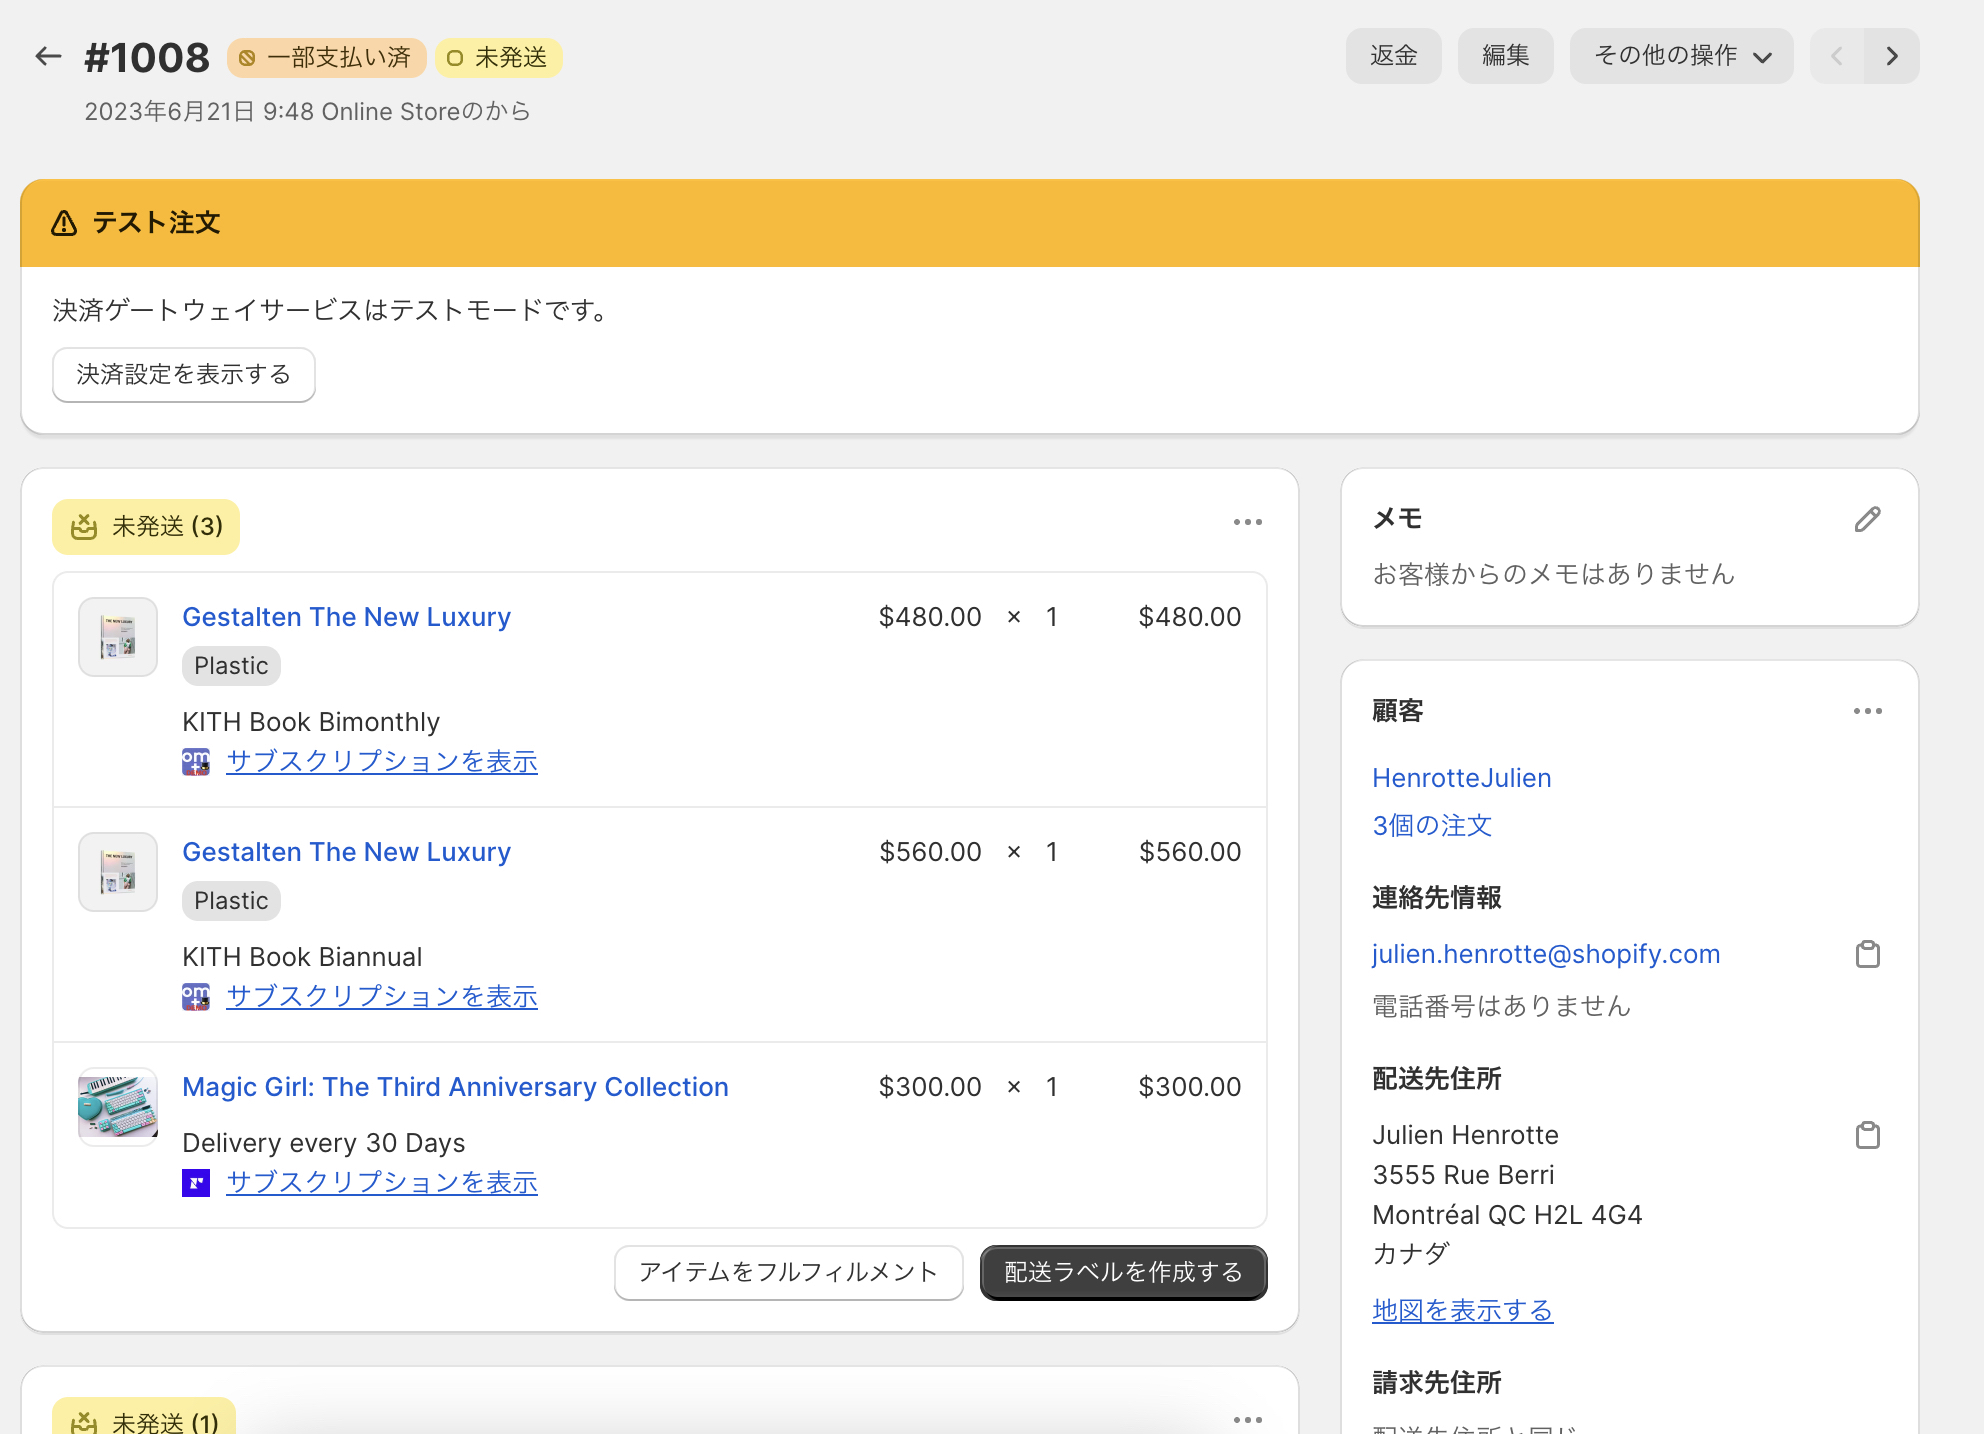 #1008 一部支払い済 未発送
返金 編集 その他の操作
2023年6月21日 9:48 Online Storeのから
テスト注文
決済ゲートウェイサービスはテストモードです。
決済設定を表示する
未発送 (3)
Gestalten The New Luxury $480.00 × 1 $480.00
Plastic
KITH Book Bimonthly
サブスクリプションを表示
Gestalten The New Luxury $560.00 × 1 $560.00
Plastic
KITH Book Biannual
サブスクリプションを表示
Magic Girl: The Third Anniversary Collection $300.00 × 1 $300.00
Delivery every 30 Days
サブスクリプションを表示
アイテムをフルフィルメント 配送ラベルを作成する
未発送 (1)
メモ
お客様からのメモはありません
顧客
HenrotteJulien
3個の注文
連絡先情報
julien.henrotte@shopify.com
電話番号はありません
配送先住所
Julien Henrotte
3555 Rue Berri
Montréal QC H2L 4G4
カナダ
地図を表示する
請求先住所
配送先住所と同じ